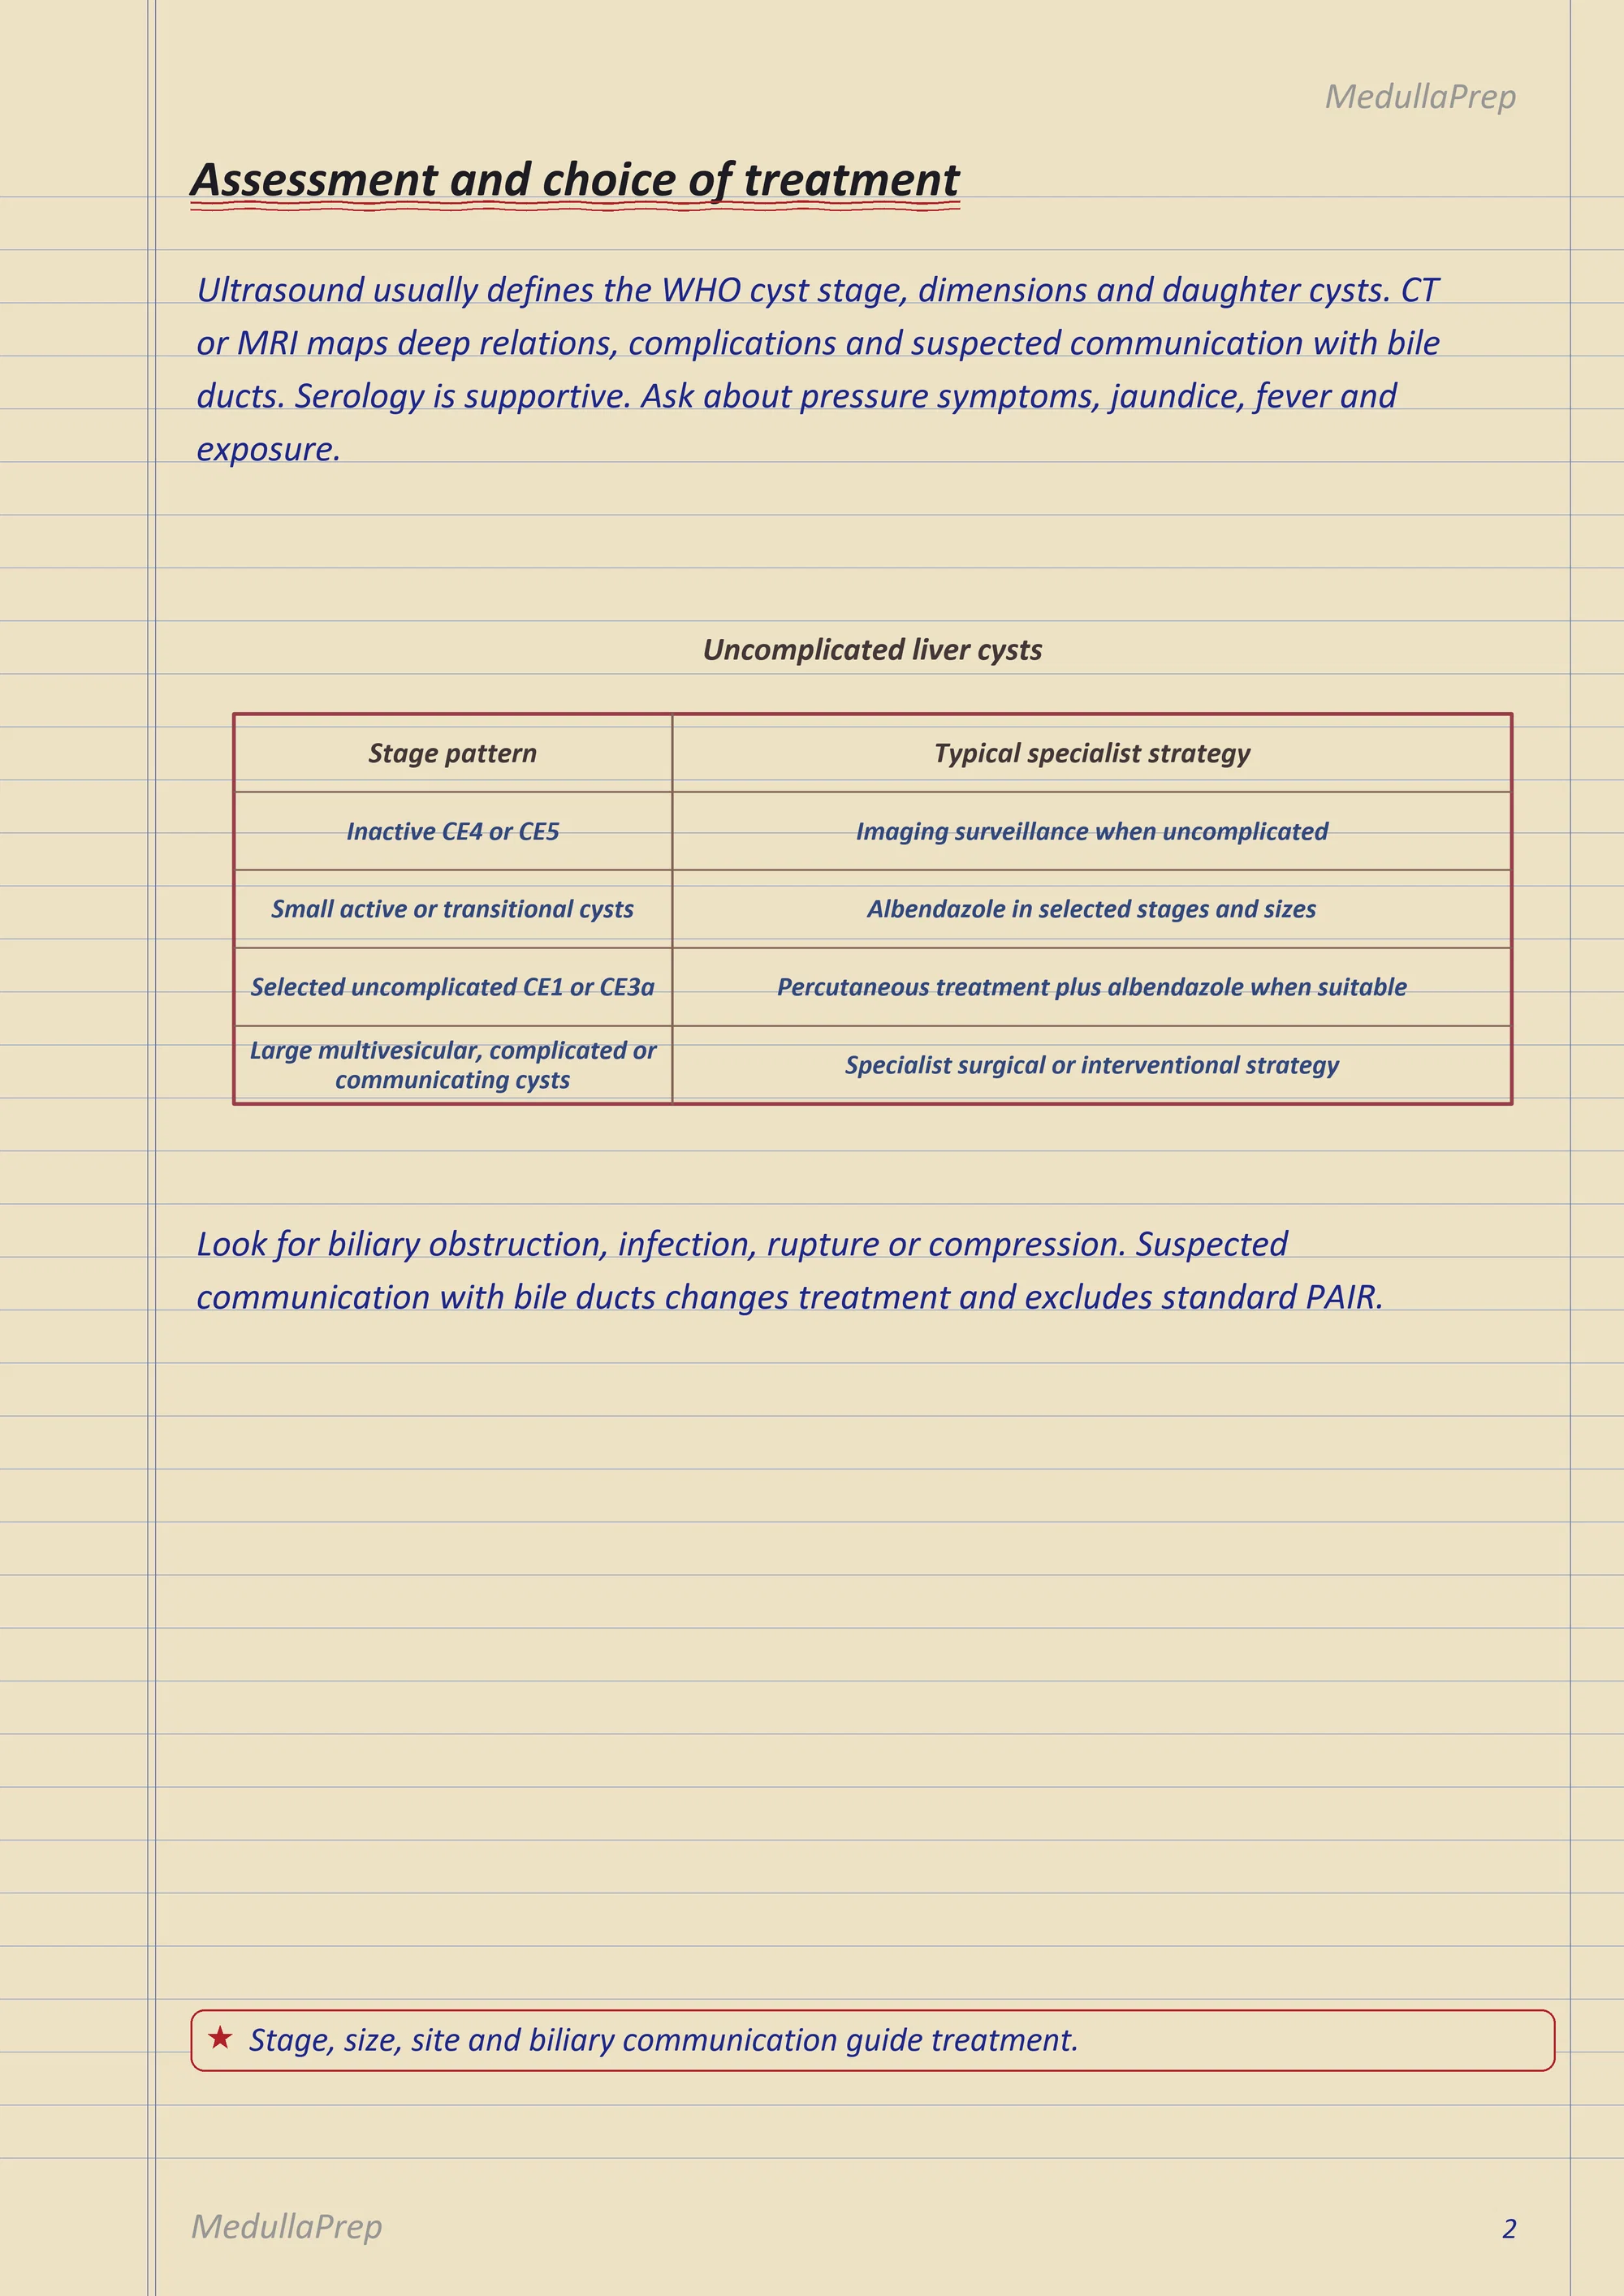 MedullaPrep
Assessment and choice of treatment
Ultrasound usually defines the WHO cyst stage, dimensions and daughter cysts. CT
or MRI maps deep relations, complications and suspected communication with bile
ducts. Serology is supportive. Ask about pressure symptoms, jaundice, fever and
exposure.
Uncomplicated liver cysts
Stage pattern
Typical specialist strategy
Inactive CE4 or CE5
Imaging surveillance when uncomplicated
Small active or transitional cysts
Albendazole in selected stages and sizes
Selected uncomplicated CE1 or CE3a
Percutaneous treatment plus albendazole when suitable
Large multivesicular, complicated or
communicating cysts
Specialist surgical or interventional strategy
Look for biliary obstruction, infection, rupture or compression. Suspected
communication with bile ducts changes treatment and excludes standard PAIR.
★ Stage, size, site and biliary communication guide treatment.
MedullaPrep
2